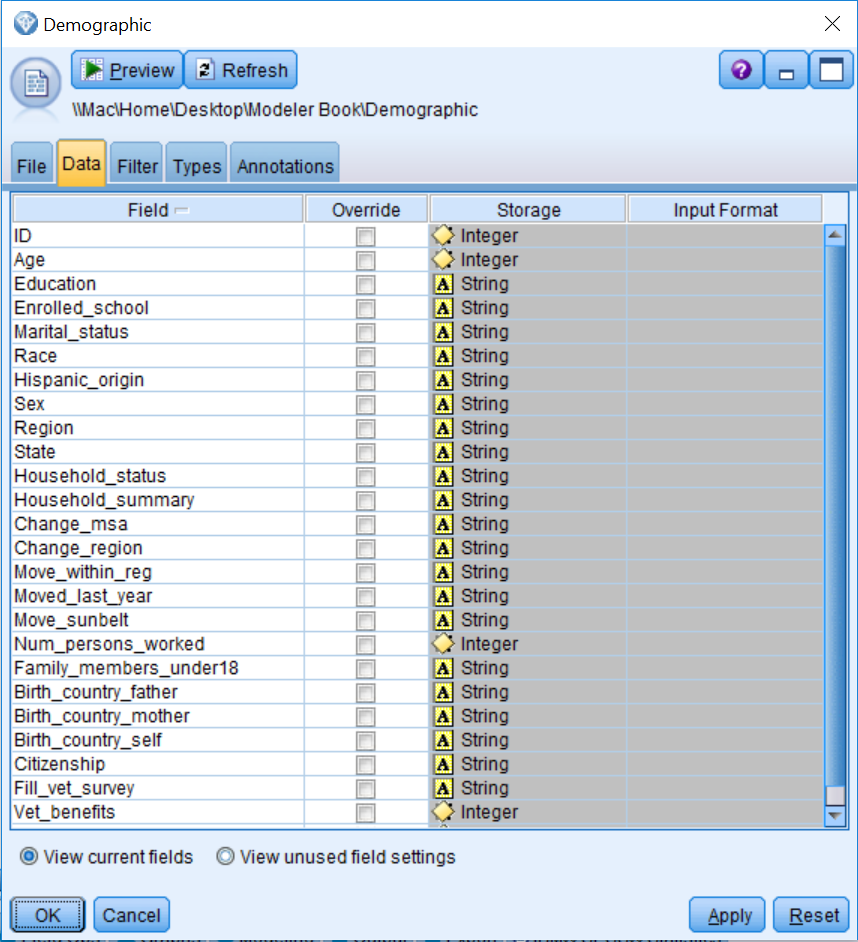 Demographic
Preview Refresh
\\Mac\Home\Desktop\Modeler Book\Demographic
File Data Filter Types Annotations
Field Override Storage Input Format
ID Integer
Age Integer
Education A String
Enrolled_school A String
Marital_status A String
Race A String
Hispanic_origin A String
Sex A String
Region A String
State A String
Household_status A String
Household_summary A String
Change_msa A String
Change_region A String
Move_within_reg A String
Moved_last_year A String
Move_sunbelt A String
Num_persons_worked Integer
Family_members_under18 A String
Birth_country_father A String
Birth_country_mother A String
Birth_country_self A String
Citizenship A String
Fill_vet_survey A String
Vet_benefits Integer
View current fields View unused field settings
OK Cancel Apply Reset